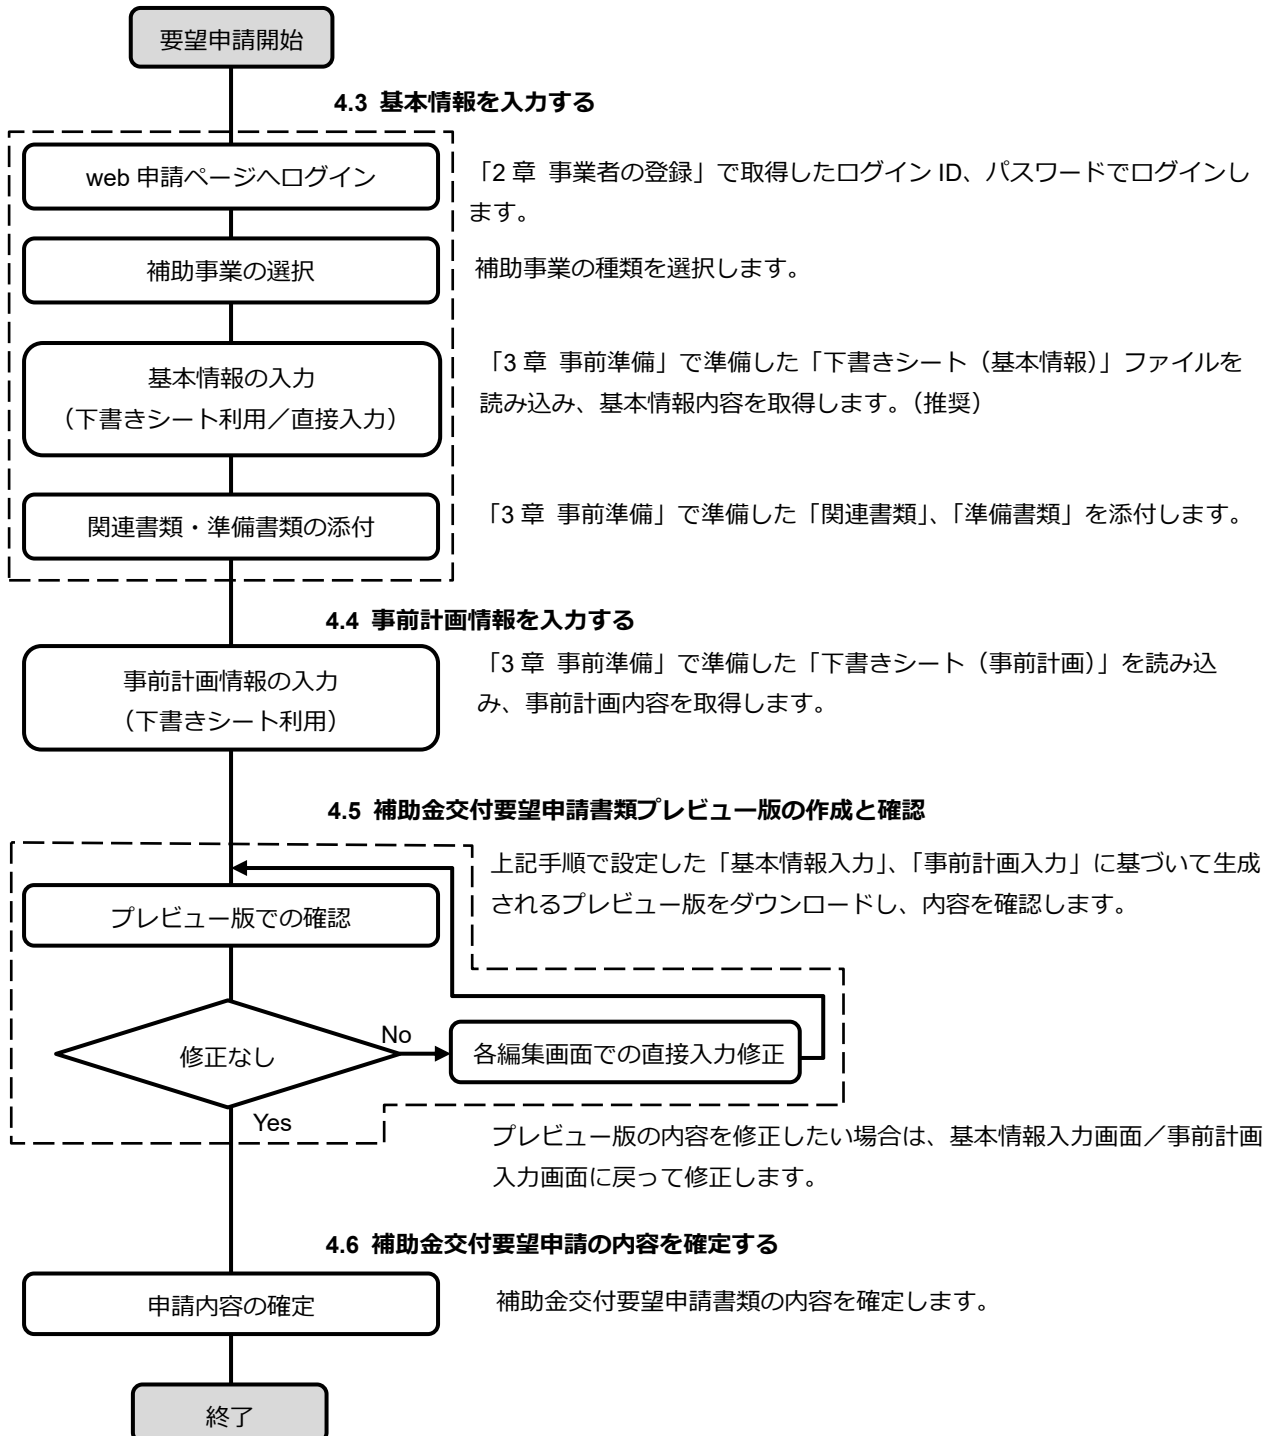 要望申請開始
4.3 基本情報を入力する
web 申請ページへログイン
「2 章 事業者の登録」で取得したログイン ID、パスワードでログインし
ます。
補助事業の選択
補助事業の種類を選択します。
基本情報の入力
（下書きシート利用／直接入力）
「3 章 事前準備」で準備した「下書きシート（基本情報）」ファイルを
読み込み、基本情報内容を取得します。（推奨）
関連書類・準備書類の添付
「3 章 事前準備」で準備した「関連書類」、「準備書類」を添付します。
4.4 事前計画情報を入力する
事前計画情報の入力
（下書きシート利用）
「3 章 事前準備」で準備した「下書きシート（事前計画）」を読み込
み、事前計画内容を取得します。
4.5 補助金交付要望申請書類プレビュー版の作成と確認
上記手順で設定した「基本情報入力」、「事前計画入力」に基づいて生成
されるプレビュー版をダウンロードし、内容を確認します。
プレビュー版での確認
修正なし
No
各編集画面での直接入力修正
Yes
プレビュー版の内容を修正したい場合は、基本情報入力画面／事前計画
入力画面に戻って修正します。
4.6 補助金交付要望申請の内容を確定する
申請内容の確定
補助金交付要望申請書類の内容を確定します。
終了